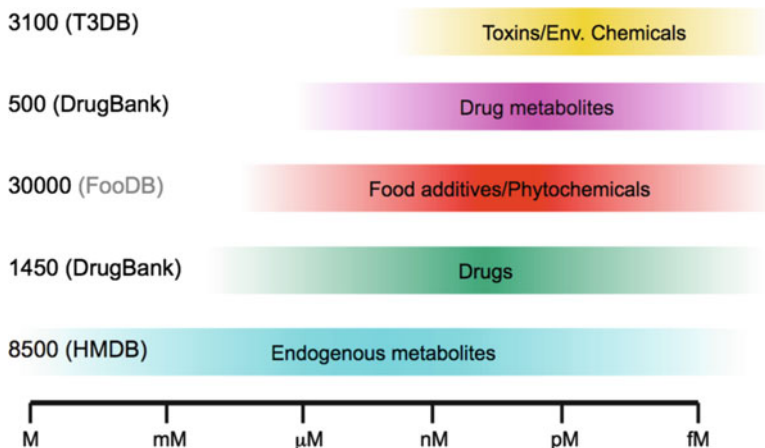 3100 (T3DB) Toxins/Env. Chemicals
500 (DrugBank) Drug metabolites
30000 (FooDB) Food additives/Phytochemicals
1450 (DrugBank) Drugs
8500 (HMDB) Endogenous metabolites
M mM μM nM pM fM